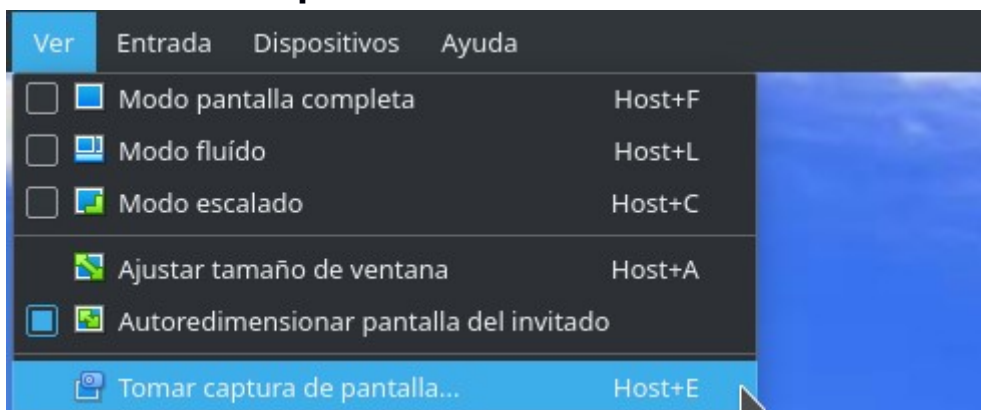 Ver Entrada Dispositivos Ayuda
Modo pantalla completa Host+F
Modo fluído Host+L
Modo escalado Host+C
Ajustar tamaño de ventana Host+A
Autoredimensionar pantalla del invitado
Tomar captura de pantalla... Host+E